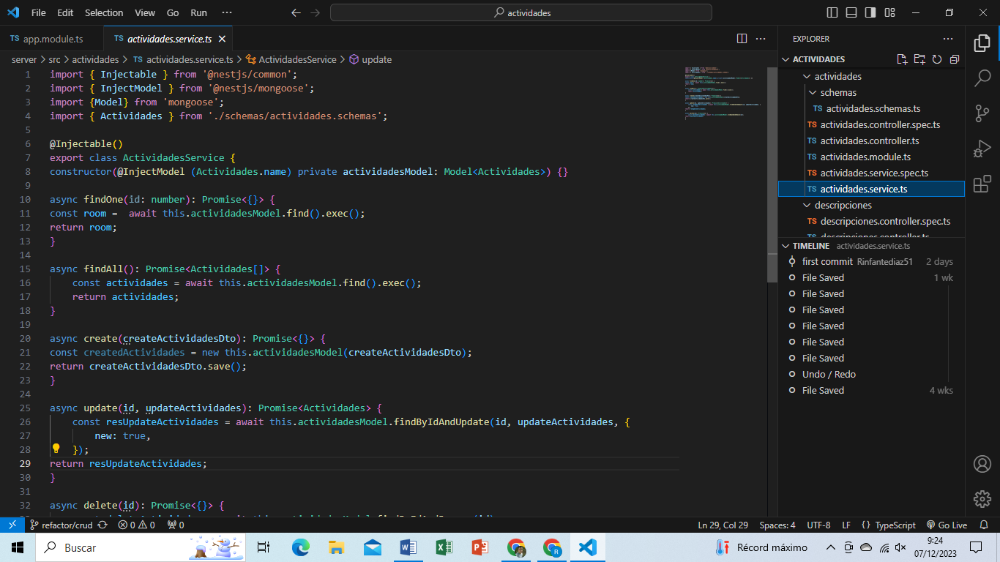 File Edit Selection View Go Run ··· actividades
TS app.module.ts TS actividades.service.ts
server > src > actividades > TS actividades.service.ts > ActividadesService > update
1 import { Injectable } from '@nestjs/common';
2 import { InjectModel } from '@nestjs/mongoose';
3 import {Model} from 'mongoose';
4 import { Actividades } from './schemas/actividades.schemas';
5
6 @Injectable()
7 export class ActividadesService {
8 constructor(@InjectModel (Actividades.name) private actividadesModel: Model<Actividades>) {}
9
10 async findOne(id: number): Promise<{}> {
11 const room =  await this.actividadesModel.find().exec();
12 return room;
13 }
14
15 async findAll(): Promise<Actividades[]> {
16 const actividades = await this.actividadesModel.find().exec();
17 return actividades;
18 }
19
20 async create(createActividadesDto): Promise<{}> {
21 const createdActividades = new this.actividadesModel(createActividadesDto);
22 return createActividadesDto.save();
23 }
24
25 async update(id, updateActividades): Promise<Actividades> {
26 const resUpdateActividades = await this.actividadesModel.findByIdAndUpdate(id, updateActividades, {
27 new: true,
28 });
29 return resUpdateActividades;
30 }
31
32 async delete(id): Promise<{}> {
EXPLORER
ACTIVIDADES
actividades
schemas
TS actividades.schemas.ts
TS actividades.controller.spec.ts
TS actividades.controller.ts
TS actividades.module.ts
TS actividades.service.spec.ts
TS actividades.service.ts
descripciones
TS descripciones.controller.spec.ts
TS descripciones.controller.ts
TIMELINE actividades.service.ts
first commit Rinfantediaz51 2 days
File Saved 1 wk
File Saved
File Saved
File Saved
File Saved
File Saved
Undo / Redo
File Saved 4 wks
refactor/crud 0 0 0 Ln 29, Col 29 Spaces: 4 UTF-8 LF {} TypeScript Go Live
Buscar Récord máximo 9:24
07/12/2023